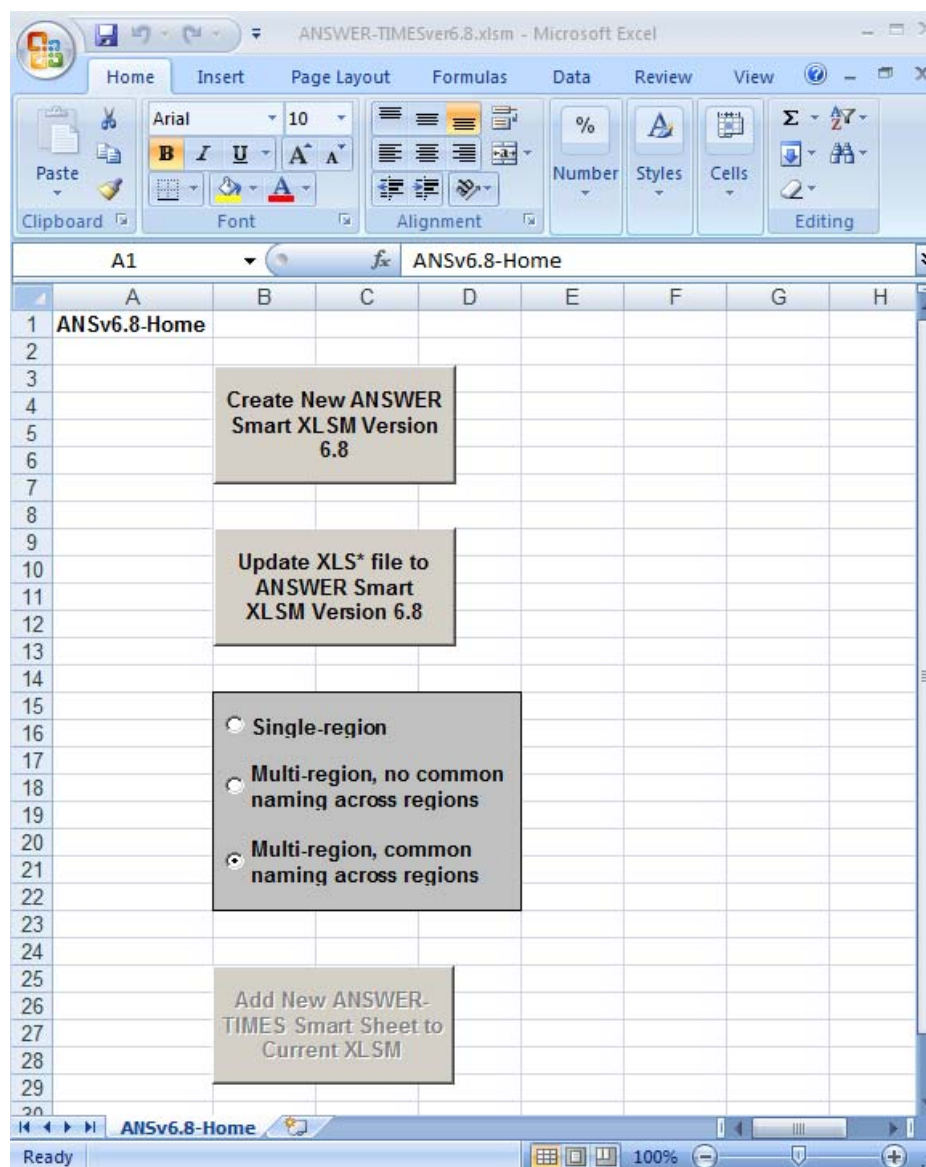 ANSWER-TIMESver6.8.xlsm - Microsoft Excel
Home Insert Page Layout Formulas Data Review View
Arial 10
B I U A A
A
Σ
%
A
Paste
Number Styles Cells
Clipboard Font Alignment Editing
A1 fx ANSv6.8-Home
A B C D E F G H
1 ANSv6.8-Home
2
3
4
5
6
7
8
9
10
11
12
13
14
15
16
17
18
19
20
21
22
23
24
25
26
27
28
29
30
Create New ANSWER
Smart XLSM Version
6.8
Update XLS* file to
ANSWER Smart
XLSM Version 6.8
Single-region
Multi-region, no common
naming across regions
Multi-region, common
naming across regions
Add New ANSWER-
TIMES Smart Sheet to
Current XLSM
ANSv6.8-Home
Ready 100%